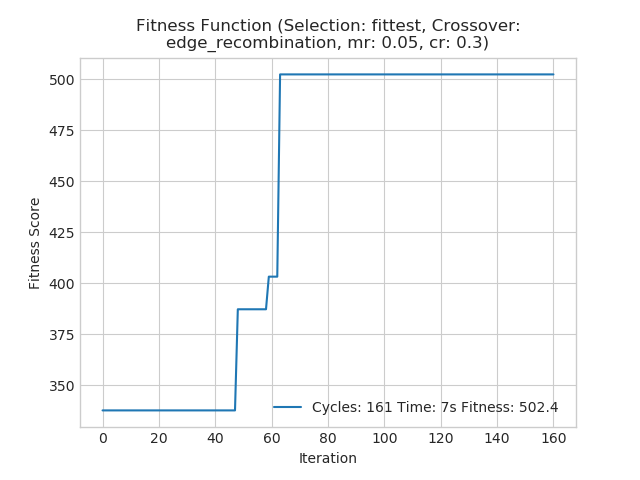 Fitness Function (Selection: fittest, Crossover:
edge_recombination, mr: 0.05, cr: 0.3)
Fitness Score
500
475
450
425
400
375
350
Cycles: 161 Time: 7s Fitness: 502.4
0 20 40 60 80 100 120 140 160
Iteration